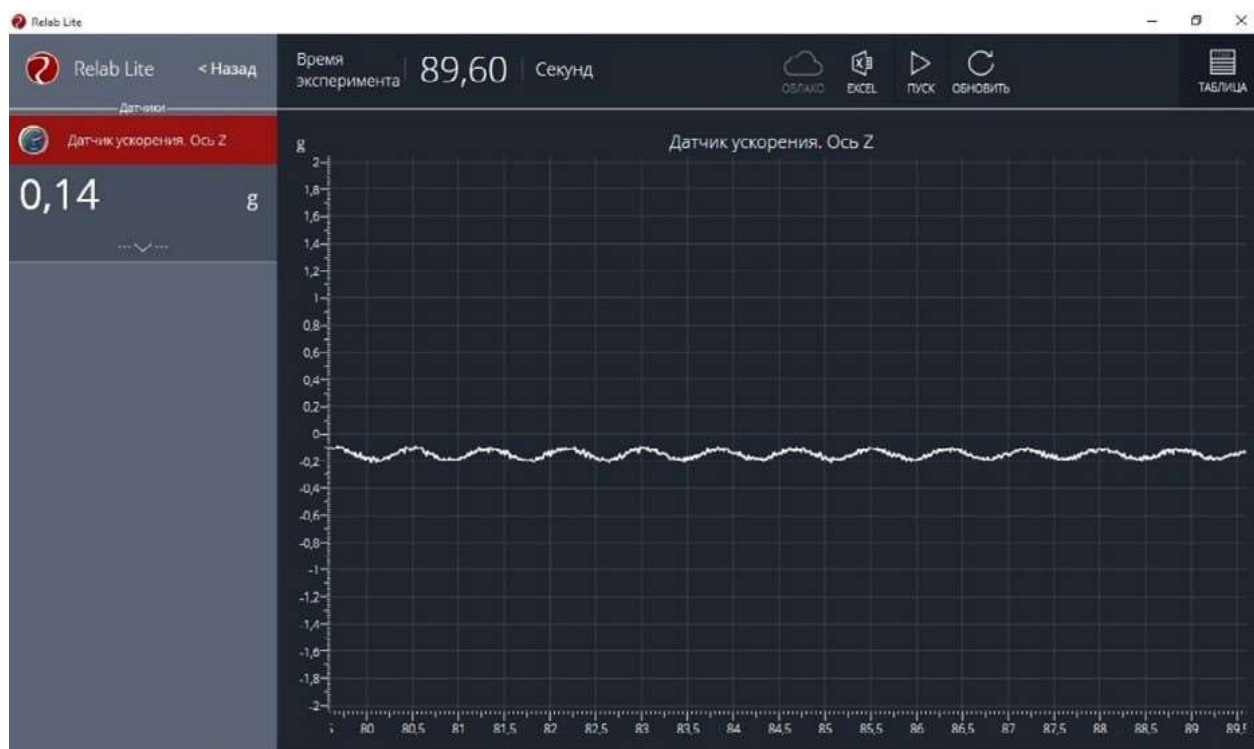 Relab Lite
Relab Lite < Назад
Время эксперимента 89,60 Секунд
ОБЛАКО EXCEL ПУСК ОБНОВИТЬ ТАБЛИЦА
Датчики
Датчик ускорения. Ось Z
0,14 g
g Датчик ускорения. Ось Z
2
1,8
1,6
1,4
1,2
1
0,8
0,6
0,4
0,2
0
-0,2
-0,4
-0,6
-0,8
-1
-1,2
-1,4
-1,6
-1,8
-2
80 80,5 81 81,5 82 82,5 83 83,5 84 84,5 85 85,5 86 86,5 87 87,5 88 88,5 89